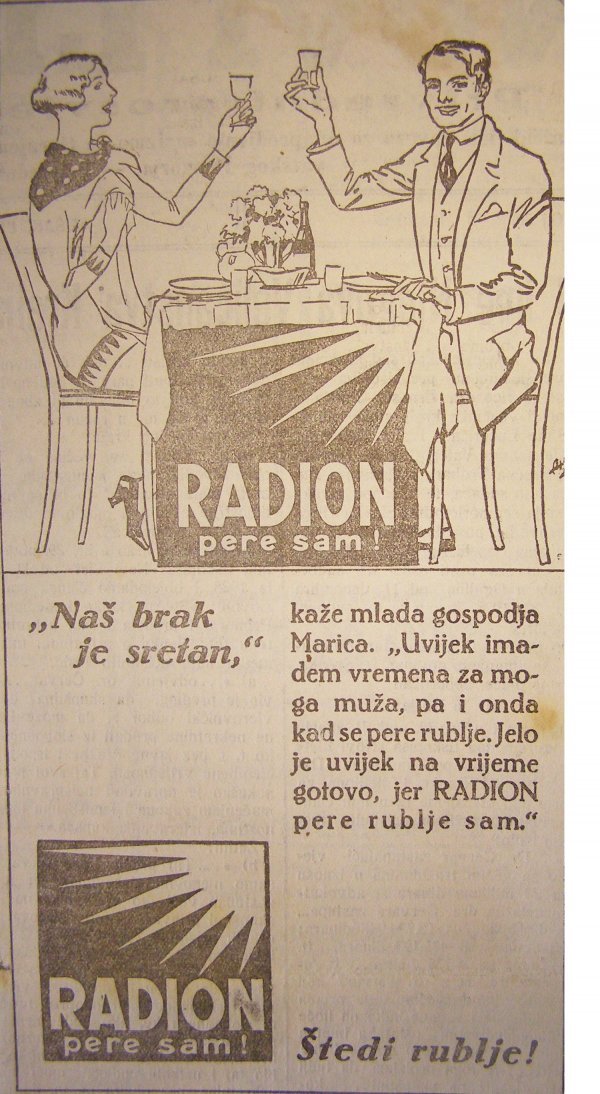 RADION
pere sam!
„Naš brak
je sretan,“
kaže mlada gospodja
Marica. „Uvijek ima-
dem vremena za mo-
ga muža, pa i onda
kad se pere rublje. Jelo
je uvijek na vrijeme
gotovo, jer RADION
pere rublje sam.“
RADION
pere sam!
Štedi rublje!